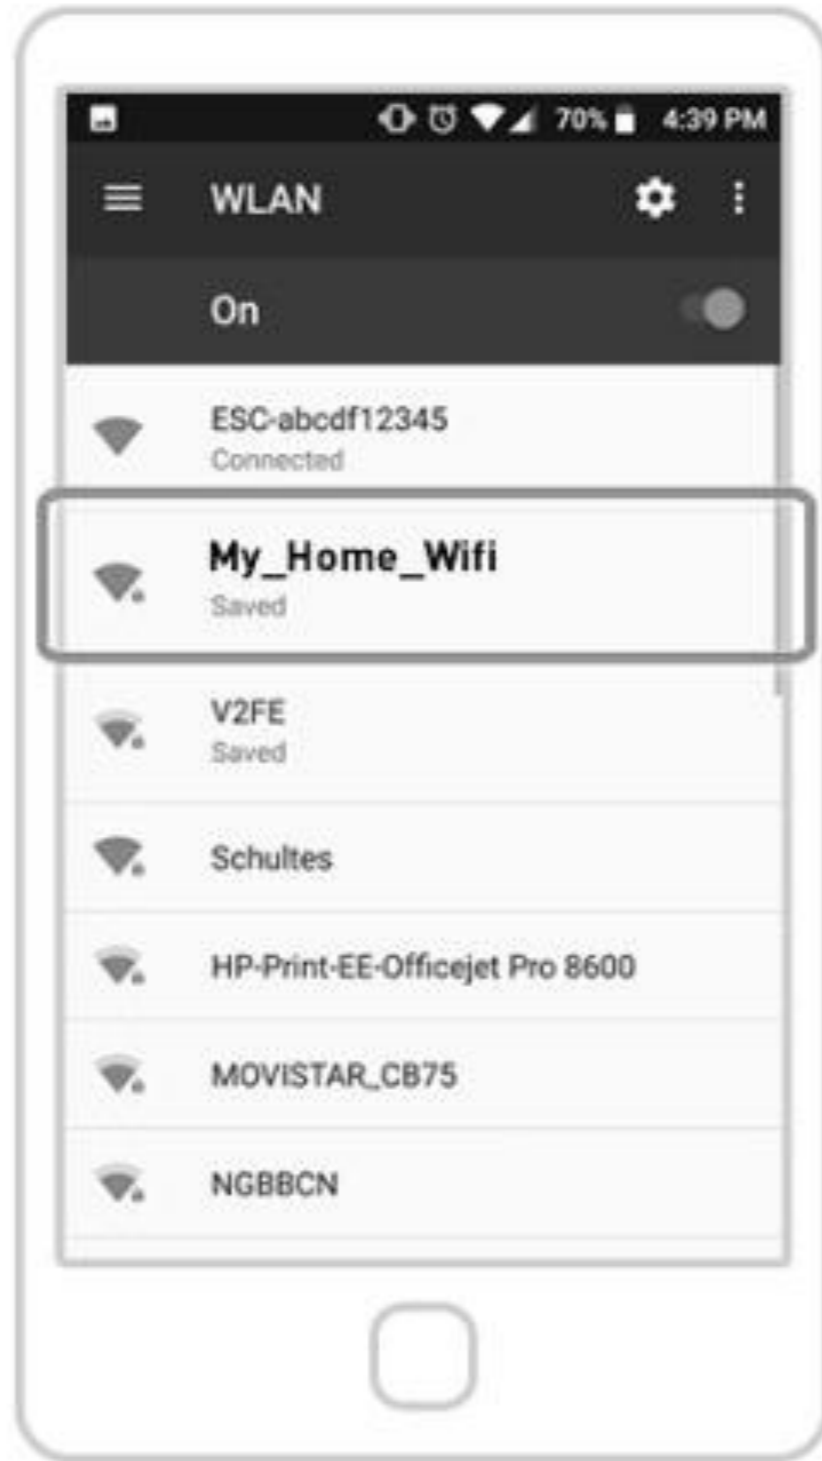 70% 4:39 PM
WLAN
On
ESC-abcdf12345
Connected
My_Home_Wifi
Saved
V2FE
Saved
Schultes
HP-Print-EE-Officejet Pro 8600
MOVISTAR_CB75
NGBBCN